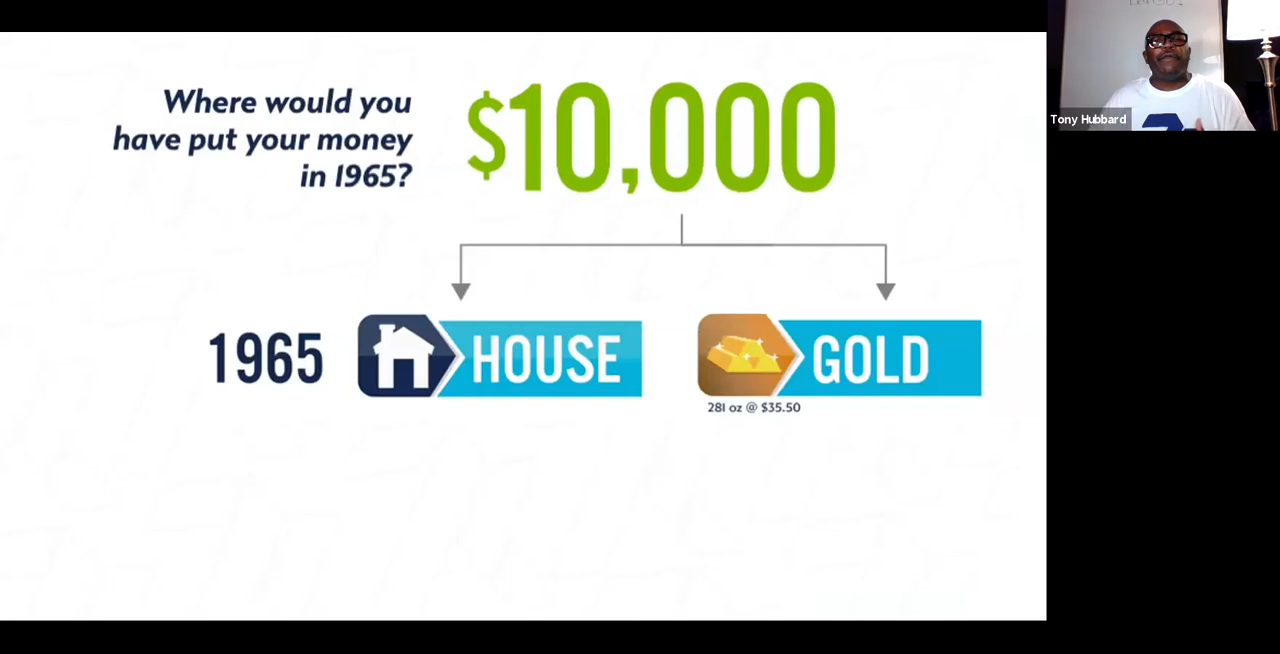 Where would you
have put your money
in 1965?
$10,000
1965
HOUSE
GOLD
281 oz @ $35.50
Tony Hubbard